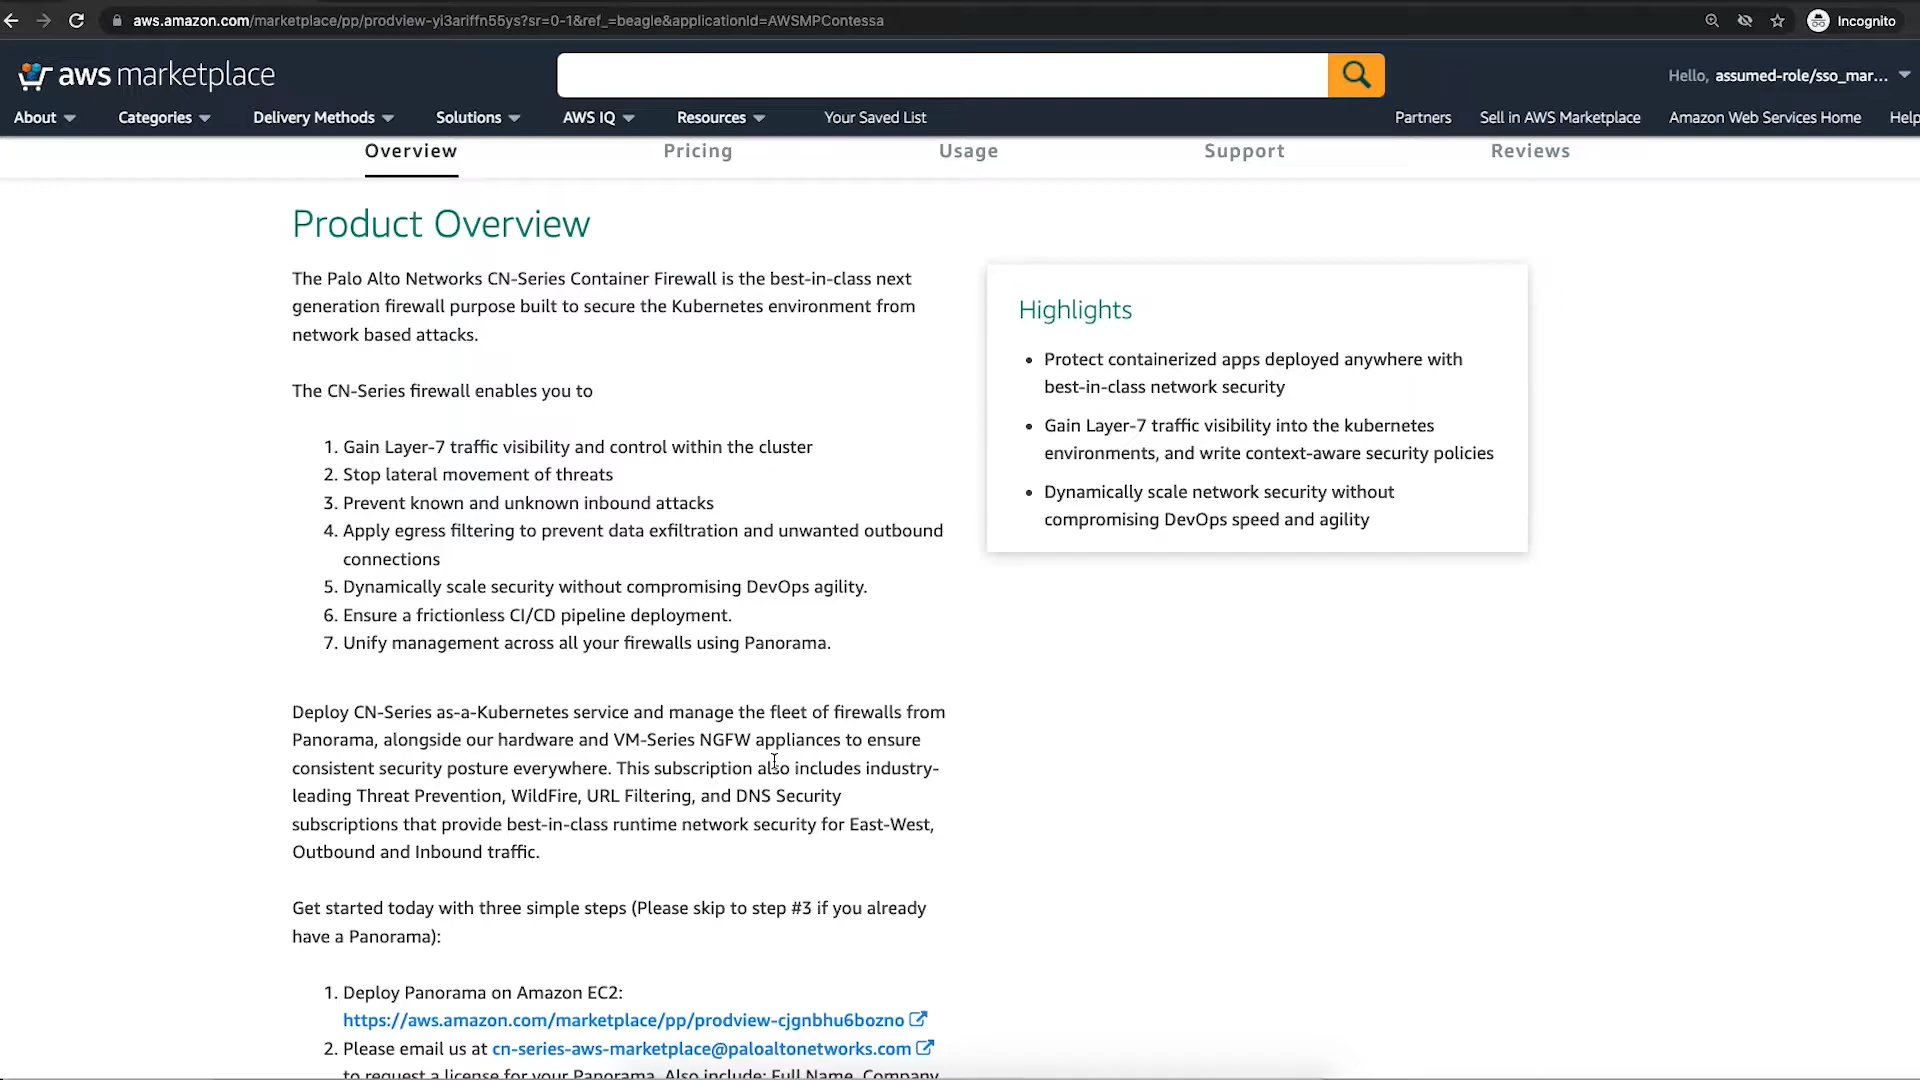 aws.amazon.com/marketplace/pp/prodview-yi3ariffn55ys?sr=0-1&ref_=beagle&applicationId=AWSMPContessa
Incognito
aws marketplace
Hello, assumed-role/sso_mar...
About
Categories
Delivery Methods
Solutions
AWS IQ
Resources
Your Saved List
Partners
Sell in AWS Marketplace
Amazon Web Services Home
Help
Overview
Pricing
Usage
Support
Reviews
Product Overview
The Palo Alto Networks CN-Series Container Firewall is the best-in-class next
generation firewall purpose built to secure the Kubernetes environment from
network based attacks.
The CN-Series firewall enables you to
1. Gain Layer-7 traffic visibility and control within the cluster
2. Stop lateral movement of threats
3. Prevent known and unknown inbound attacks
4. Apply egress filtering to prevent data exfiltration and unwanted outbound
connections
5. Dynamically scale security without compromising DevOps agility.
6. Ensure a frictionless CI/CD pipeline deployment.
7. Unify management across all your firewalls using Panorama.
Deploy CN-Series as-a-Kubernetes service and manage the fleet of firewalls from
Panorama, alongside our hardware and VM-Series NGFW appliances to ensure
consistent security posture everywhere. This subscription also includes industry-
leading Threat Prevention, WildFire, URL Filtering, and DNS Security
subscriptions that provide best-in-class runtime network security for East-West,
Outbound and Inbound traffic.
Get started today with three simple steps (Please skip to step #3 if you already
have a Panorama):
1. Deploy Panorama on Amazon EC2:
https://aws.amazon.com/marketplace/pp/prodview-cjgnbhu6bozno
2. Please email us at cn-series-aws-marketplace@paloaltonetworks.com
to request a license for your Panorama. Also include: Full Name, Company
Highlights
• Protect containerized apps deployed anywhere with
best-in-class network security
• Gain Layer-7 traffic visibility into the kubernetes
environments, and write context-aware security policies
• Dynamically scale network security without
compromising DevOps speed and agility